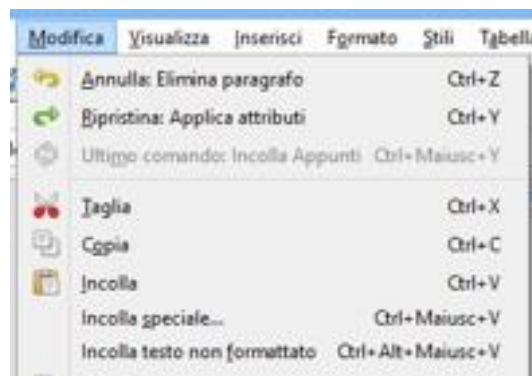 Modifica Visualizza Inserisci Formato Stili Tabella
Annulla: Elimina paragrafo Ctrl+Z
Ripristina: Applica attributi Ctrl+Y
Ultimo comando: Incolla Appunti Ctrl+Maiusc+Y
Taglia Ctrl+X
Copia Ctrl+C
Incolla Ctrl+V
Incolla speciale... Ctrl+Maiusc+V
Incolla testo non formattato Ctrl+Alt+Maiusc+V